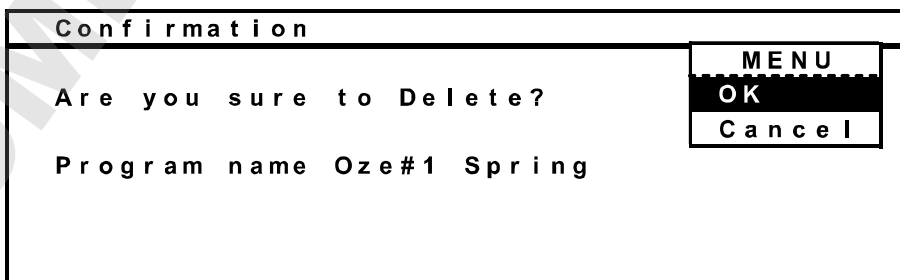 Confirmation
MENU
Are you sure to Delete?
OK
Cancel
Program name Oze#1 Spring